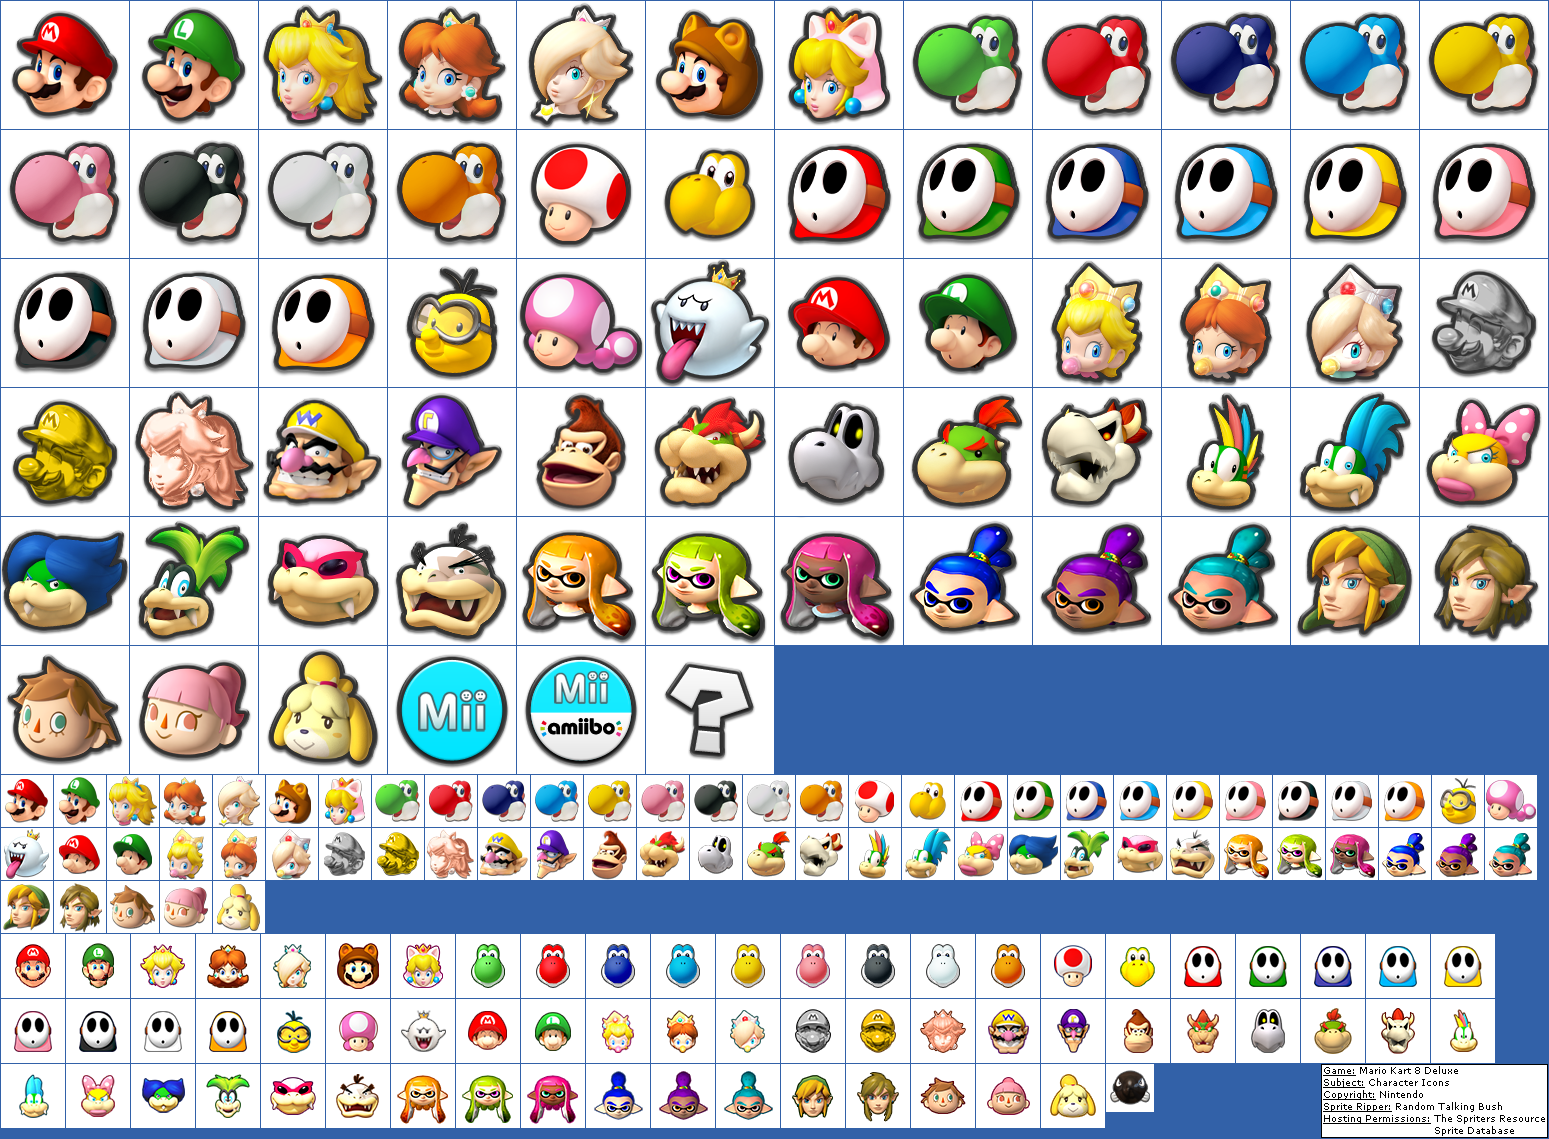 Mii
Mii
amiibo
Game: Mario Kart 8 Deluxe
Subject: Character Icons
Copyright: Nintendo
Sprite Ripper: Random Talking Bush
Hosting Permissions: The Spriters Resource
Sprite Database